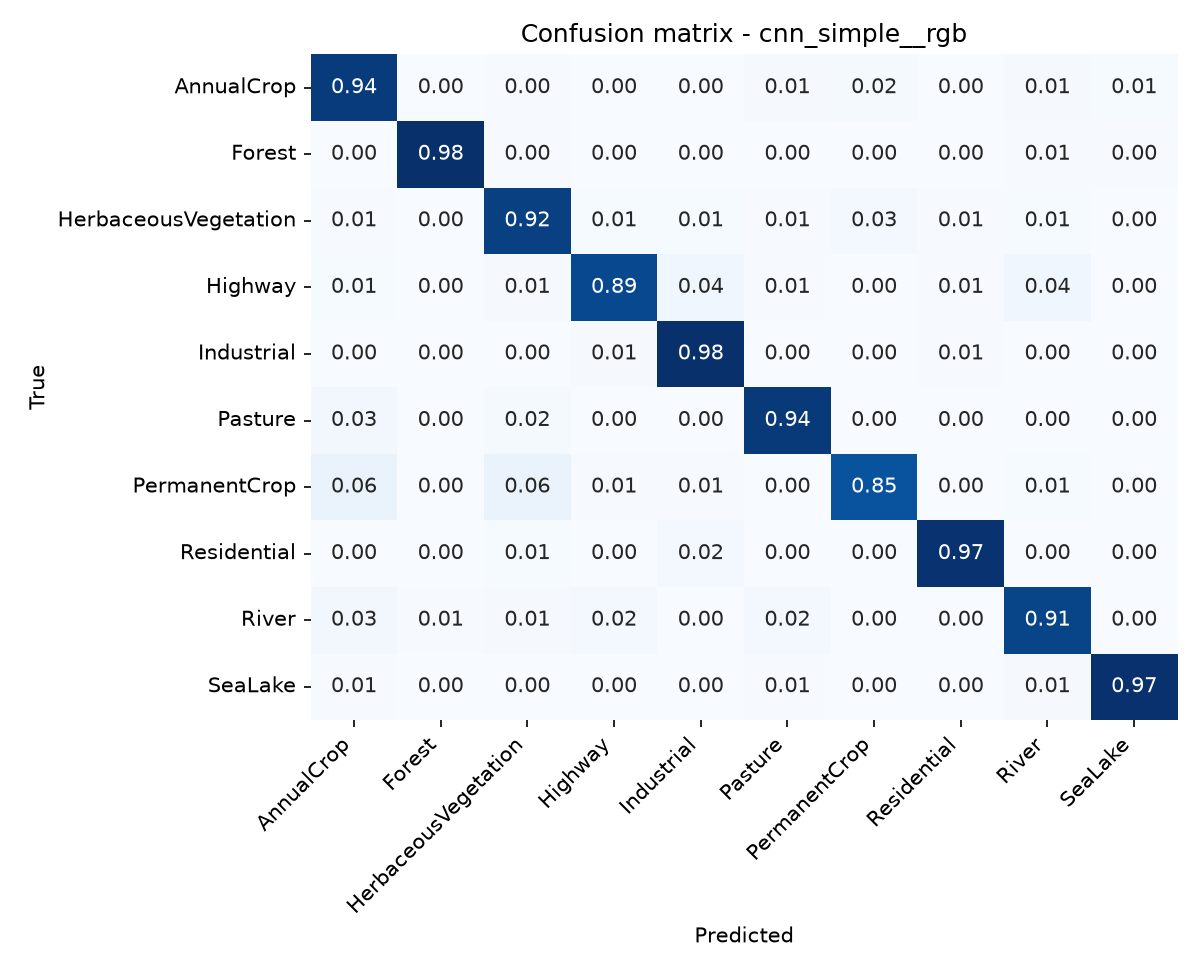 Confusion matrix - cnn_simple__rgb
AnnualCrop 0.94 0.00 0.00 0.00 0.00 0.01 0.02 0.00 0.01 0.01
Forest 0.00 0.98 0.00 0.00 0.00 0.00 0.00 0.00 0.01 0.00
HerbaceousVegetation 0.01 0.00 0.92 0.01 0.01 0.01 0.03 0.01 0.01 0.00
Highway 0.01 0.00 0.01 0.89 0.04 0.01 0.00 0.01 0.04 0.00
Industrial 0.00 0.00 0.00 0.01 0.98 0.00 0.00 0.01 0.00 0.00
Pasture 0.03 0.00 0.02 0.00 0.00 0.94 0.00 0.00 0.00 0.00
PermanentCrop 0.06 0.00 0.06 0.01 0.01 0.00 0.85 0.00 0.01 0.00
Residential 0.00 0.00 0.01 0.00 0.02 0.00 0.00 0.97 0.00 0.00
River 0.03 0.01 0.01 0.02 0.00 0.02 0.00 0.00 0.91 0.00
SeaLake 0.01 0.00 0.00 0.00 0.00 0.01 0.00 0.00 0.01 0.97
True
AnnualCrop Forest HerbaceousVegetation Highway Industrial Pasture PermanentCrop Residential River SeaLake
Predicted